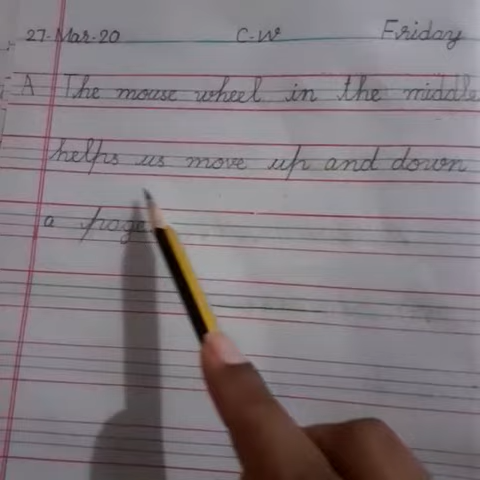 27-Mar-20 C-W Friday
A The mouse wheel in the middle
helps us move up and down
a page